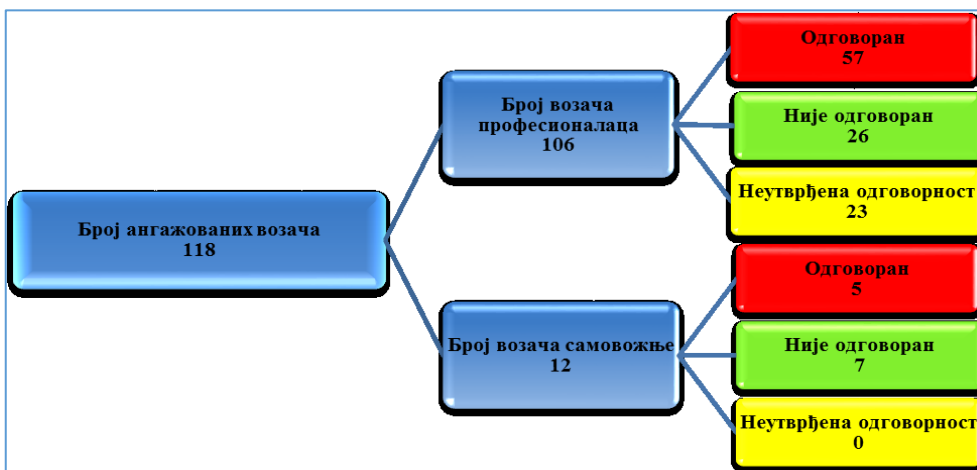 Број ангажованих возача
118
Број возача
професионалаца
106
Одговоран
57
Није одговоран
26
Неутврђена одговорност
23
Број возача самовожње
12
Одговоран
5
Није одговоран
7
Неутврђена одговорност
0